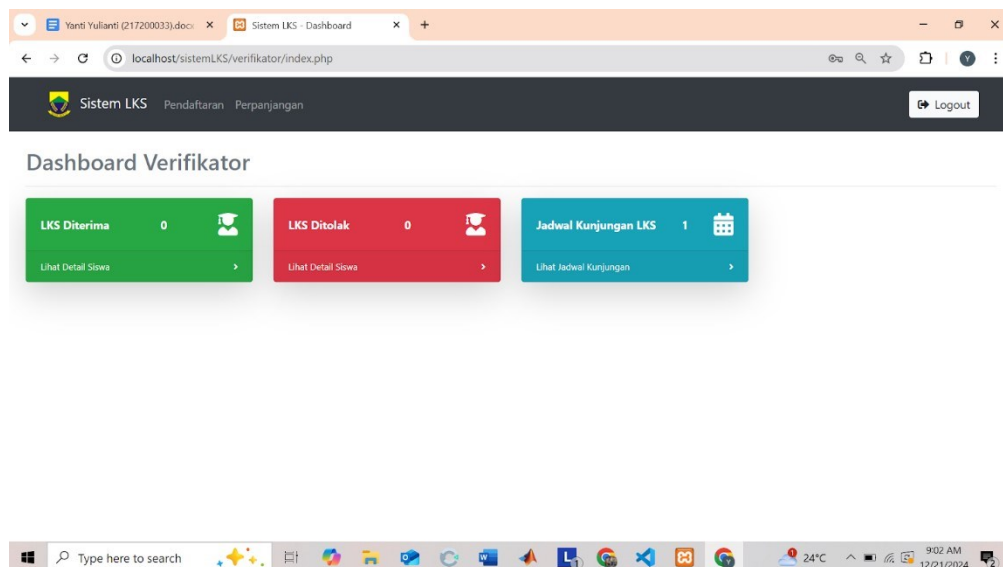 Yanti Yulianti (217200033).docx
Sistem LKS - Dashboard
localhost/sistemLKS/verifikator/index.php
Y
Sistem LKS Pendaftaran Perpanjangan Logout
Dashboard Verifikator
LKS Diterima 0
Lihat Detail Siswa
LKS Ditolak 0
Lihat Detail Siswa
Jadwal Kunjungan LKS 1
Lihat Jadwal Kunjungan
Type here to search
24°C
9:02 AM
12/21/2024